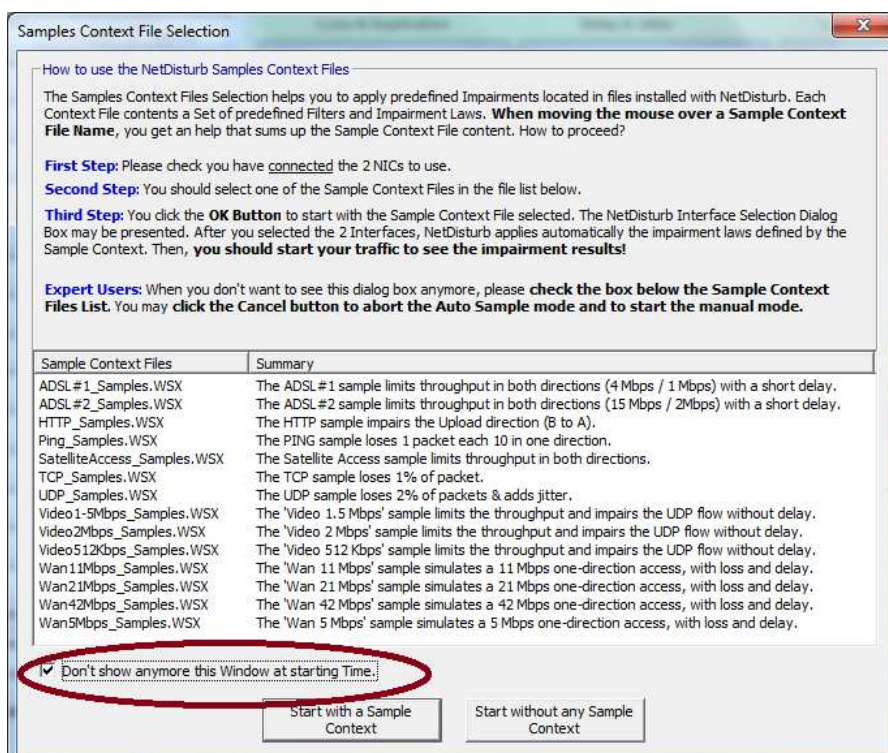 Samples Context File Selection
How to use the NetDisturb Samples Context Files
The Samples Context Files Selection helps you to apply predefined Impairments located in files installed with NetDisturb. Each
Context File contents a Set of predefined Filters and Impairment Laws. When moving the mouse over a Sample Context
File Name, you get an help that sums up the Sample Context File content. How to proceed?
First Step: Please check you have connected the 2 NICs to use.
Second Step: You should select one of the Sample Context Files in the file list below.
Third Step: You click the OK Button to start with the Sample Context File selected. The NetDisturb Interface Selection Dialog
Box may be presented. After you selected the 2 Interfaces, NetDisturb applies automatically the impairment laws defined by the
Sample Context. Then, you should start your traffic to see the impairment results!
Expert Users: When you don't want to see this dialog box anymore, please check the box below the Sample Context
Files List. You may click the Cancel button to abort the Auto Sample mode and to start the manual mode.
Sample Context Files Summary
ADSL#1_Samples.WSX The ADSL#1 sample limits throughput in both directions (4 Mbps / 1 Mbps) with a short delay.
ADSL#2_Samples.WSX The ADSL#2 sample limits throughput in both directions (15 Mbps / 2Mbps) with a short delay.
HTTP_Samples.WSX The HTTP sample impairs the Upload direction (B to A).
Ping_Samples.WSX The PING sample loses 1 packet each 10 in one direction.
SatelliteAccess_Samples.WSX The Satellite Access sample limits throughput in both directions.
TCP_Samples.WSX The TCP sample loses 1% of packet.
UDP_Samples.WSX The UDP sample loses 2% of packets & adds jitter.
Video1-5Mbps_Samples.WSX The 'Video 1.5 Mbps' sample limits the throughput and impairs the UDP flow without delay.
Video2Mbps_Samples.WSX The 'Video 2 Mbps' sample limits the throughput and impairs the UDP flow without delay.
Video512Kbps_Samples.WSX The 'Video 512 Kbps' sample limits the throughput and impairs the UDP flow without delay.
Wan11Mbps_Samples.WSX The 'Wan 11 Mbps' sample simulates a 11 Mbps one-direction access, with loss and delay.
Wan21Mbps_Samples.WSX The 'Wan 21 Mbps' sample simulates a 21 Mbps one-direction access, with loss and delay.
Wan42Mbps_Samples.WSX The 'Wan 42 Mbps' sample simulates a 42 Mbps one-direction access, with loss and delay.
Wan5Mbps_Samples.WSX The 'Wan 5 Mbps' sample simulates a 5 Mbps one-direction access, with loss and delay.
Don't show anymore this Window at starting Time.
Start with a Sample
Context
Start without any Sample
Context